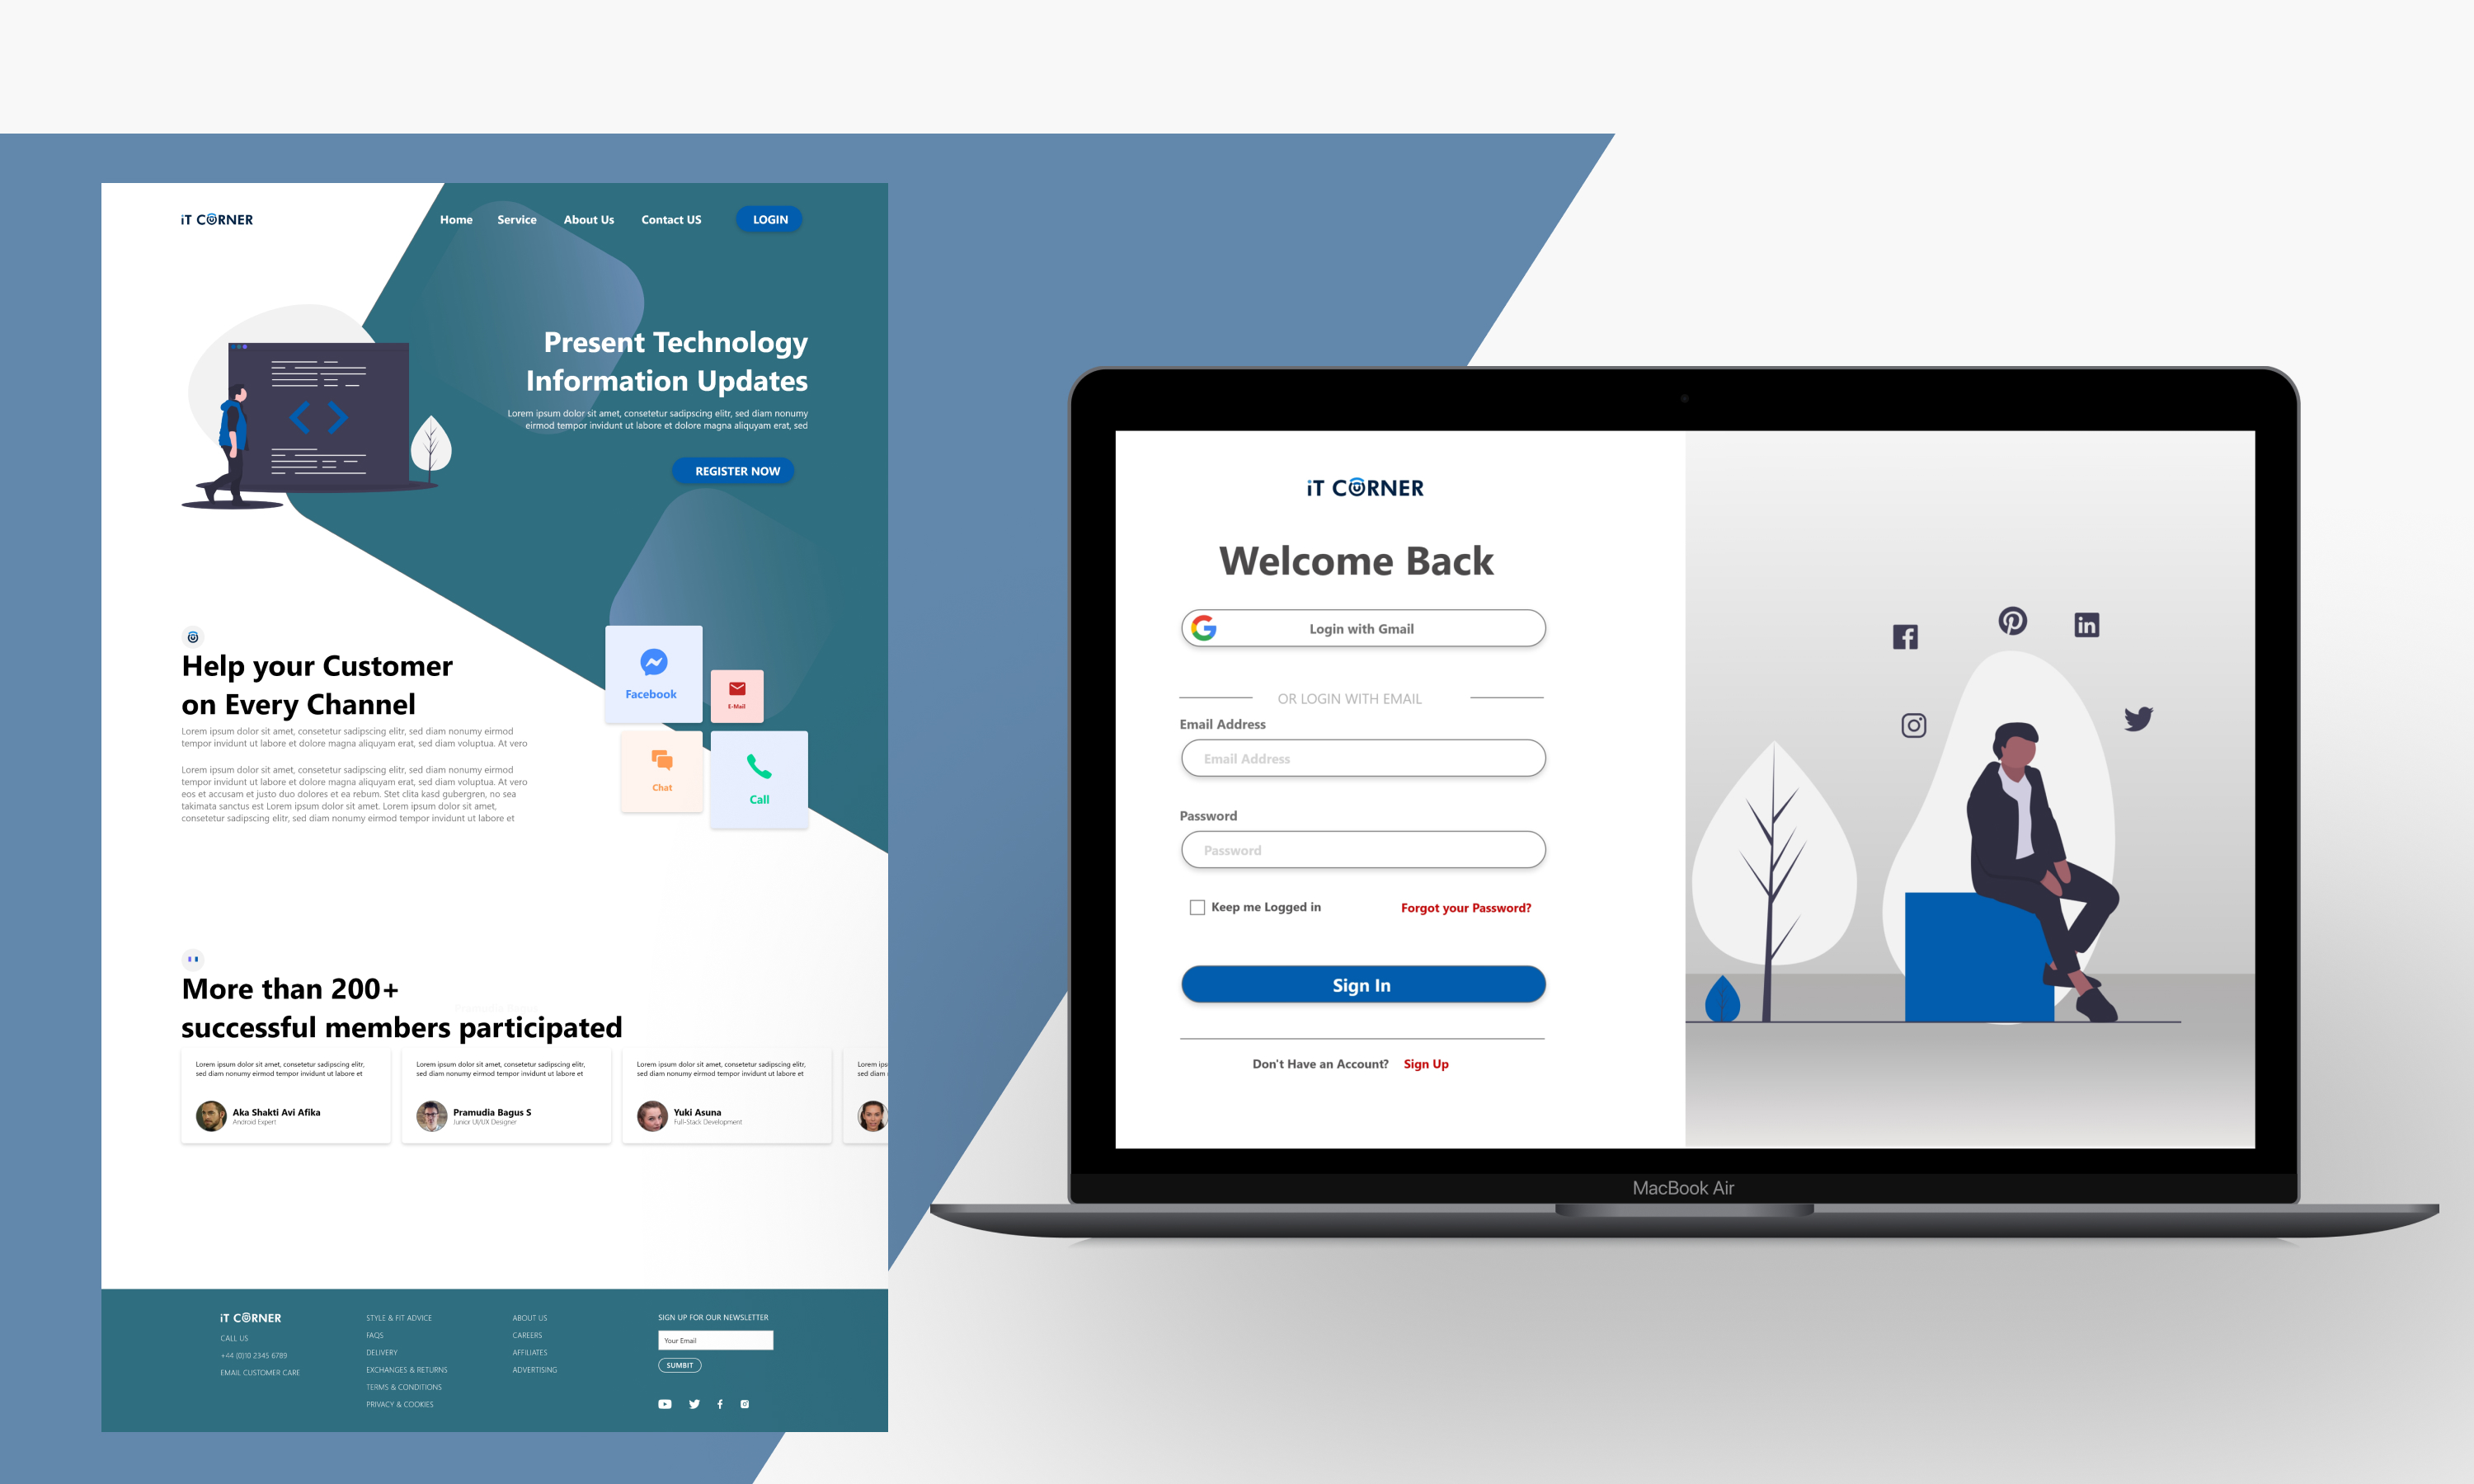 iT CORNER
Home Service About Us Contact US LOGIN
Present Technology
Information Updates
Lorem ipsum dolor sit amet, consetetur sadipscing elitr, sed diam nonumy
eirmod tempor invidunt ut labore et dolore magna aliquyam erat, sed
REGISTER NOW
Help your Customer
on Every Channel
Lorem ipsum dolor sit amet, consetetur sadipscing elitr, sed diam nonumy eirmod
tempor invidunt ut labore et dolore magna aliquyam erat, sed diam voluptua. At vero
Lorem ipsum dolor sit amet, consetetur sadipscing elitr, sed diam nonumy eirmod
tempor invidunt ut labore et dolore magna aliquyam erat, sed diam voluptua. At vero
eos et accusam et justo duo dolores et ea rebum. Stet clita kasd gubergren, no sea
takimata sanctus est Lorem ipsum dolor sit amet. Lorem ipsum dolor sit amet,
consetetur sadipscing elitr, sed diam nonumy eirmod tempor invidunt ut labore et
Facebook
E-Mail
Chat
Call
More than 200+
successful members participated
Lorem ipsum dolor sit amet, consetetur sadipscing elitr,
sed diam nonumy eirmod tempor invidunt ut labore et
Aka Shakti Avi Afika
Android Expert
Lorem ipsum dolor sit amet, consetetur sadipscing elitr,
sed diam nonumy eirmod tempor invidunt ut labore et
Pramudia Bagus S
Junior UI/UX Designer
Lorem ipsum dolor sit amet, consetetur sadipscing elitr,
sed diam nonumy eirmod tempor invidunt ut labore et
Yuki Asuna
Full-Stack Development
Lorem ips
sed diam
iT CORNER
CALL US
+44 (0)10 2345 6789
EMAIL CUSTOMER CARE
STYLE & FIT ADVICE
FAQS
DELIVERY
EXCHANGES & RETURNS
TERMS & CONDITIONS
PRIVACY & COOKIES
ABOUT US
CAREERS
AFFILIATES
ADVERTISING
SIGN UP FOR OUR NEWSLETTER
Your Email
SUMBIT
iT CORNER
Welcome Back
Login with Gmail
OR LOGIN WITH EMAIL
Email Address
Email Address
Password
Password
Keep me Logged in Forgot your Password?
Sign In
Don't Have an Account? Sign Up
MacBook Air